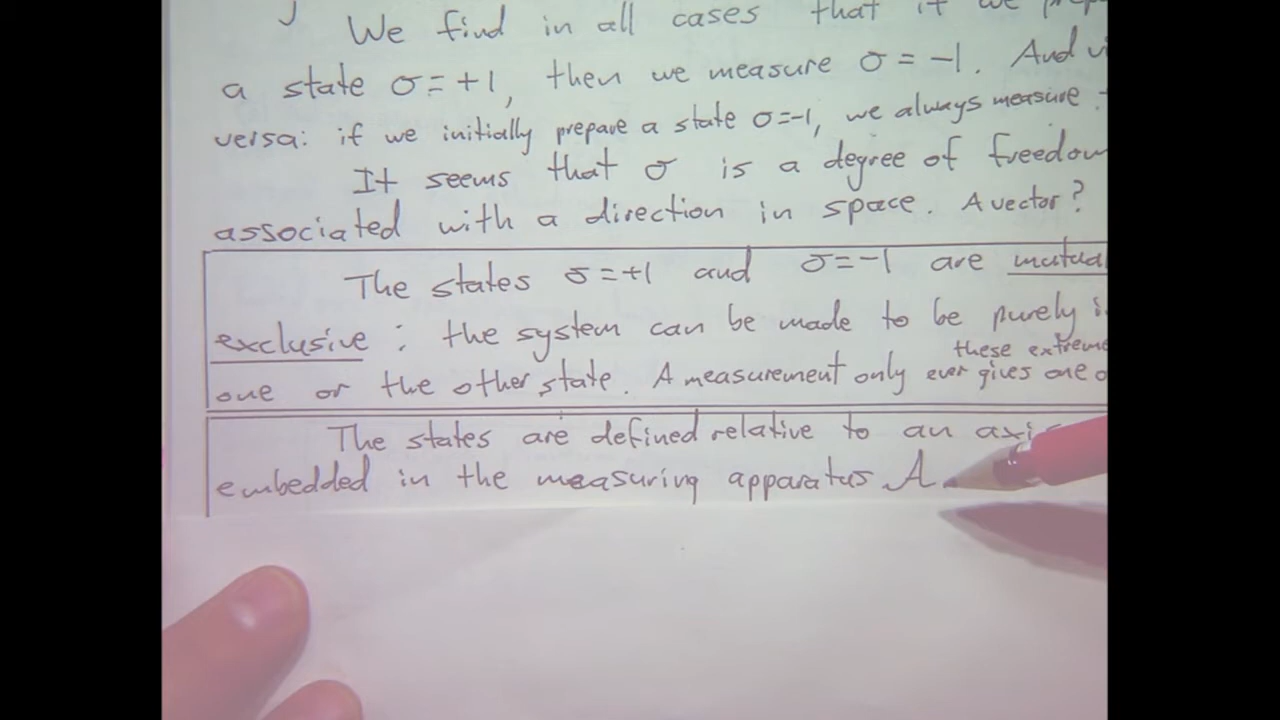 We find in all cases that if we
a state σ=+1, then we measure σ=-1. And
versa: if we initially prepare a state σ=-1, we always measure
It seems that σ is a degree of freedom
associated with a direction in space. A vector?
The states σ=+1 and σ=-1 are
exclusive: the system can be made to be purely
these extreme
one or the other state. A measurement only ever gives one
The states are defined relative to an axis
embedded in the measuring apparatus A.